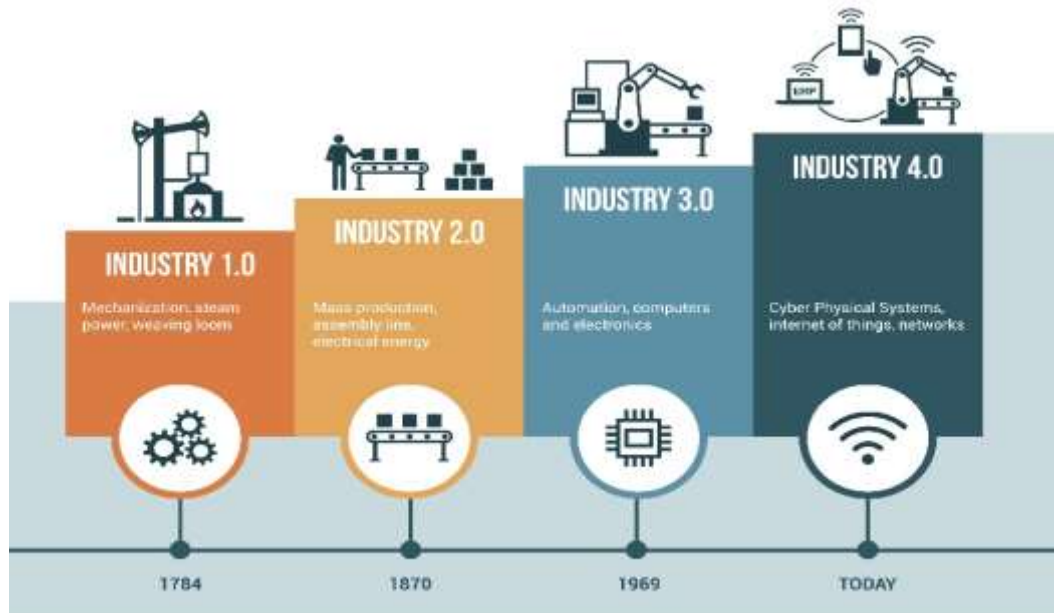 INDUSTRY 1.0
Mechanization, steam
power, weaving loom
INDUSTRY 2.0
Mass production,
assembly line,
electrical energy
INDUSTRY 3.0
Automation, computers
and electronics
ERP
INDUSTRY 4.0
Cyber Physical Systems,
internet of things, networks
1784
1870
1969
TODAY